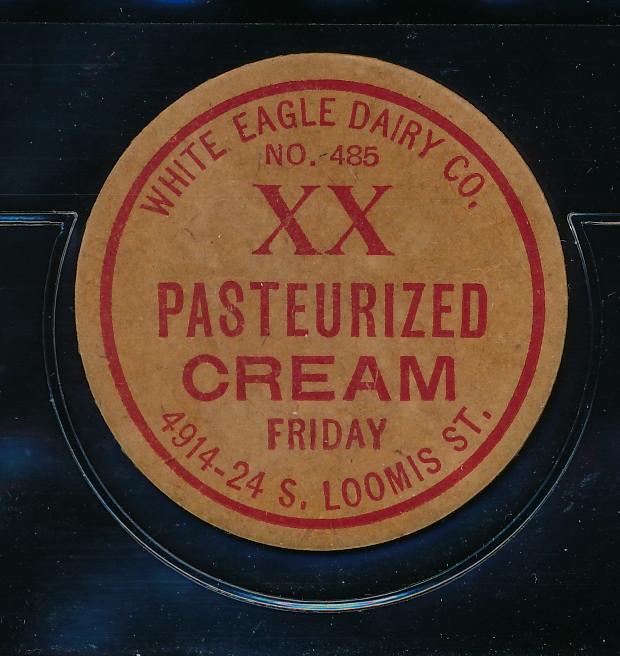 WHITE EAGLE DAIRY CO.
NO. 485
XX
PASTEURIZED
CREAM
FRIDAY
4914-24 S. LOOMIS ST.